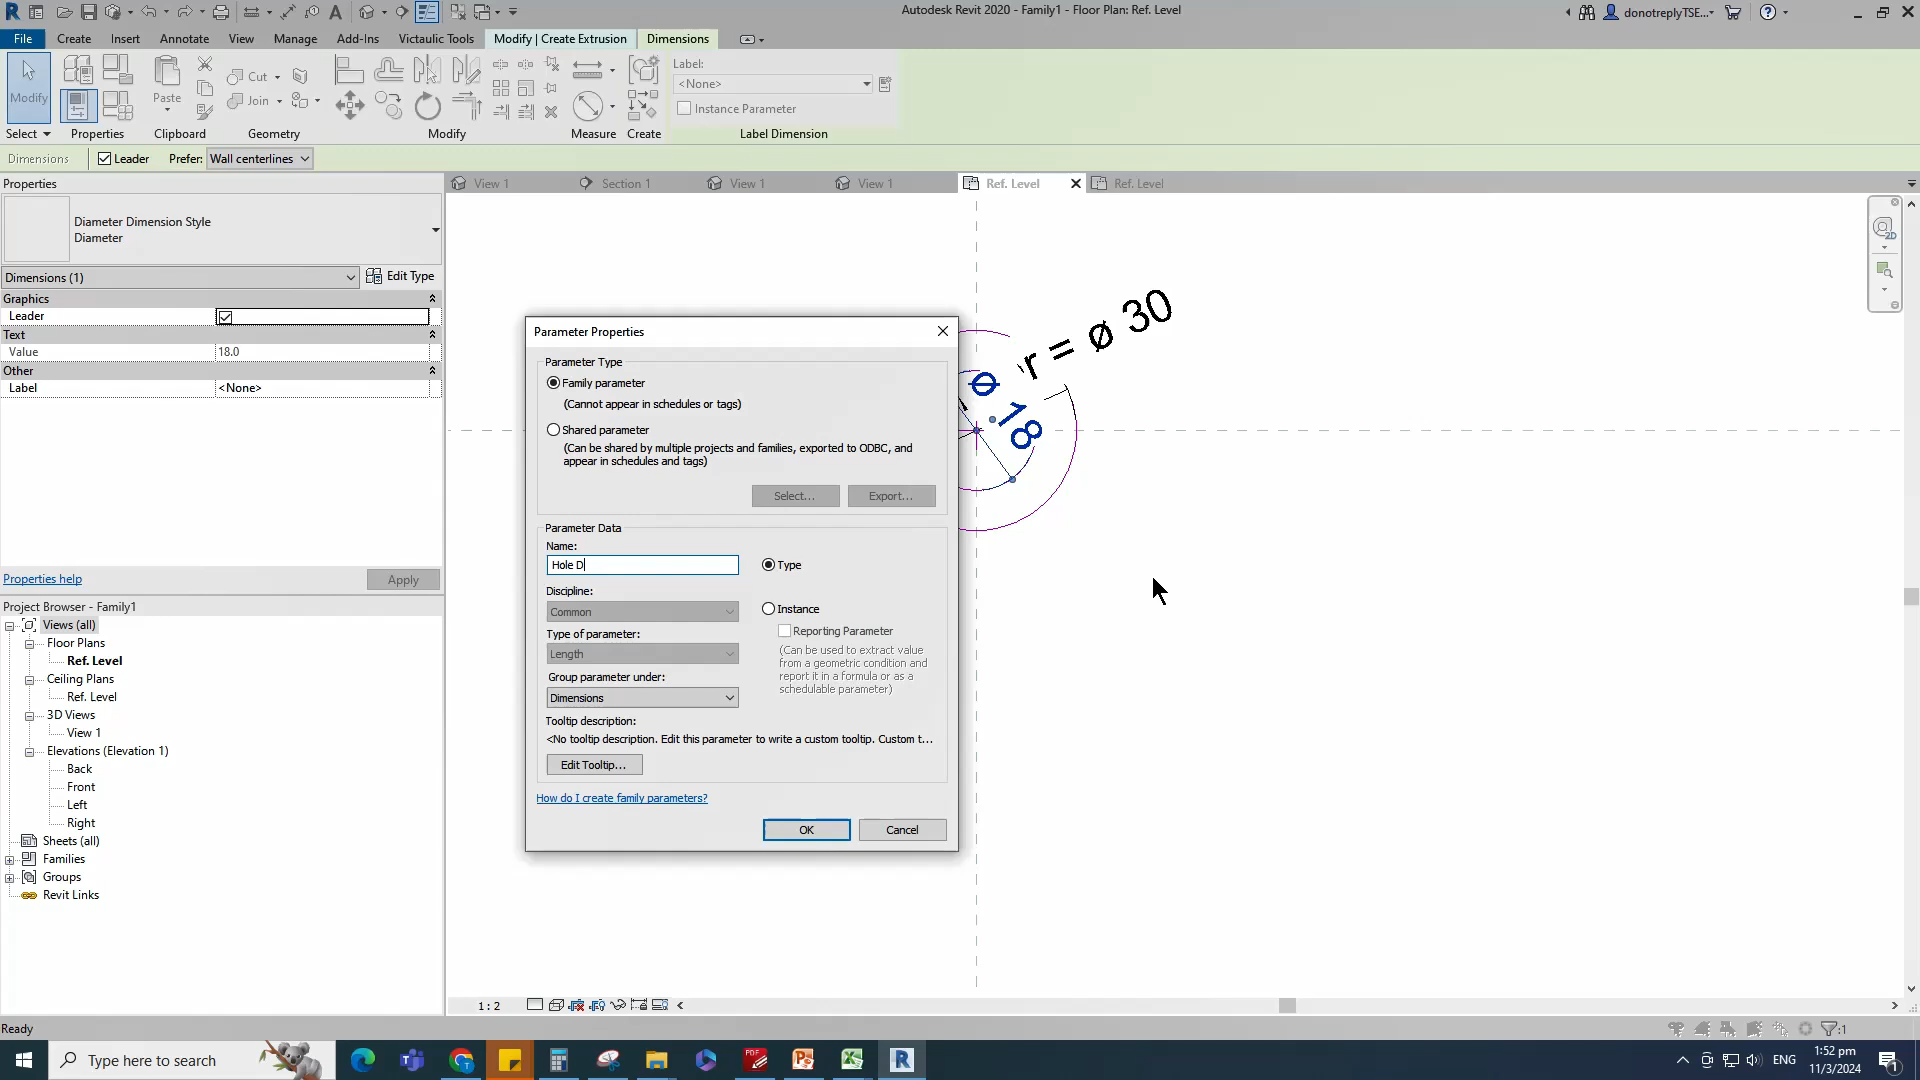 Autodesk Revit 2020 - Family1 - Floor Plan: Ref. Level
donotreplyTSE...
File Create Insert Annotate View Manage Add-Ins Victaulic Tools Modify | Create Extrusion Dimensions
Modify
Paste
Cut
Join
Label:
<None>
Instance Parameter
Select Properties Clipboard Geometry Modify Measure Create Label Dimension
Dimensions Leader Prefer: Wall centerlines
Properties
View 1 Section 1 View 1 View 1 Ref. Level Ref. Level
2D
Diameter Dimension Style
Diameter
Dimensions (1) Edit Type
Graphics
Leader
Text
Value 18.0
Other
Label <None>
Properties help Apply
Project Browser - Family1
Views (all)
Floor Plans
Ref. Level
Ceiling Plans
Ref. Level
3D Views
View 1
Elevations (Elevation 1)
Back
Front
Left
Right
Sheets (all)
Families
Groups
Revit Links
r = ø 30
ø 18
Parameter Properties
Parameter Type
Family parameter
(Cannot appear in schedules or tags)
Shared parameter
(Can be shared by multiple projects and families, exported to ODBC, and
appear in schedules and tags)
Select... Export...
Parameter Data
Name:
Hole D
Type
Discipline:
Common
Instance
Reporting Parameter
Type of parameter:
Length
(Can be used to extract value
from a geometric condition and
report it in a formula or as a
schedulable parameter)
Group parameter under:
Dimensions
Tooltip description:
<No tooltip description. Edit this parameter to write a custom tooltip. Custom t...
Edit Tooltip...
How do I create family parameters?
OK Cancel
1 : 2
Ready
:1
Type here to search
ENG
1:52 pm
11/3/2024
1